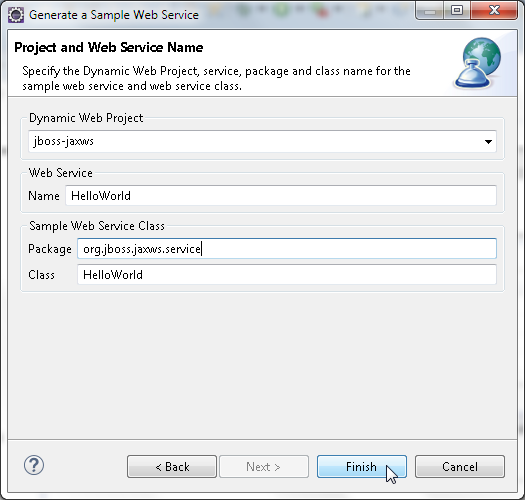 Generate a Sample Web Service
Project and Web Service Name
Specify the Dynamic Web Project, service, package and class name for the
sample web service and web service class.
Dynamic Web Project
jboss-jaxws
Web Service
Name HelloWorld
Sample Web Service Class
Package org.jboss.jaxws.service
Class HelloWorld
? < Back Next > Finish Cancel